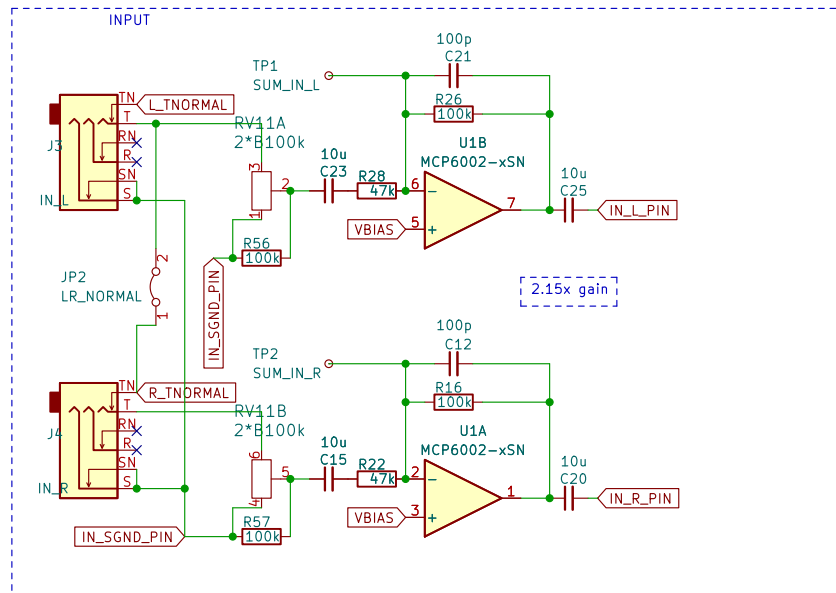 INPUT
100p
C21
TP1
SUM_IN_L
TN
L_TNORMAL
T
RN
R
SN
S
J3
IN_L
RV11A
2*B100k
3
2
1
10u
C23
R28
47k
R26
100k
U1B
MCP6002-xSN
6
5
7
VBIAS
10u
C25
IN_L_PIN
R56
100k
IN_SGND_PIN
JP2
LR_NORMAL
2
1
2.15x gain
100p
C12
TP2
SUM_IN_R
TN
R_TNORMAL
T
RN
R
SN
S
J4
IN_R
RV11B
2*B100k
6
5
4
10u
C15
R22
47k
R16
100k
U1A
MCP6002-xSN
2
3
1
VBIAS
10u
C20
IN_R_PIN
R57
100k
IN_SGND_PIN